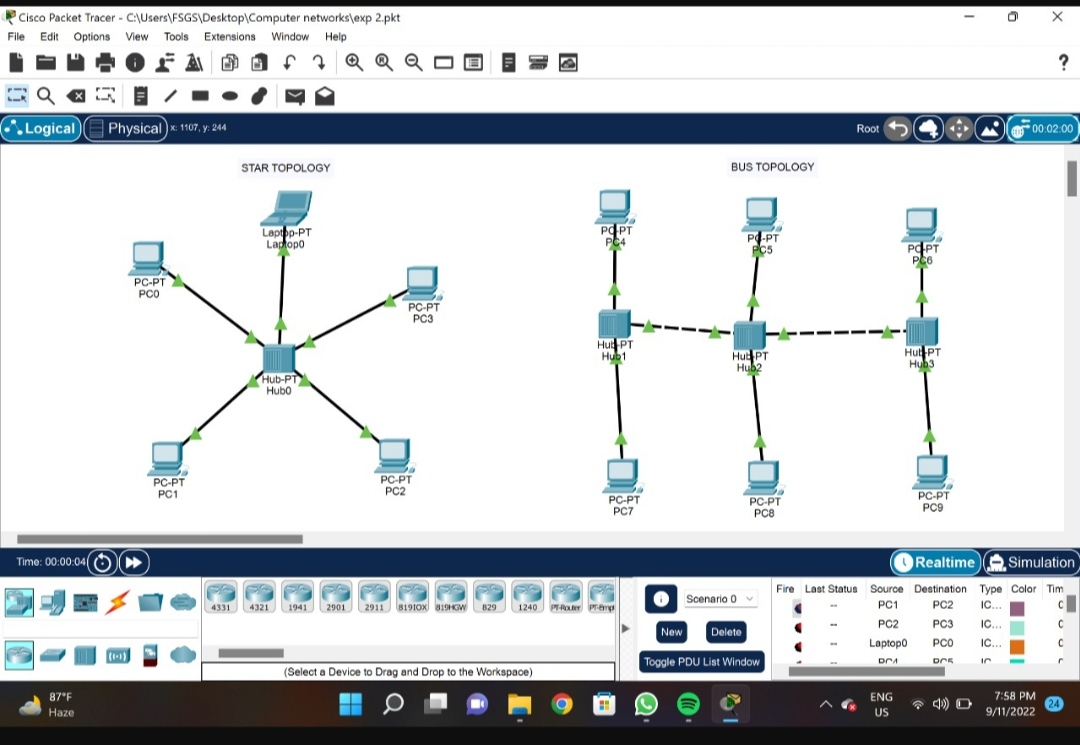 Cisco Packet Tracer - C:\Users\FSGS\Desktop\Computer networks\exp 2.pkt
File Edit Options View Tools Extensions Window Help
?
Logical Physical x: 1107, y: 244 Root 00:02:00
STAR TOPOLOGY
BUS TOPOLOGY
Laptop-PT
Laptop0
PC-PT
PC0
PC-PT
PC3
Hub-PT
Hub0
PC-PT
PC1
PC-PT
PC2
PC-PT
PC4
PC-PT
PC5
PC-PT
PC6
Hub-PT
Hub1
Hub-PT
Hub2
Hub-PT
Hub3
PC-PT
PC7
PC-PT
PC8
PC-PT
PC9
Time: 00:00:04 Realtime Simulation
4331 4321 1941 2901 2911 819IOX 819HGW 829 1240 PT-Router PT-Empt
(Select a Device to Drag and Drop to the Workspace)
Scenario 0
New Delete
Toggle PDU List Window
Fire Last Status Source Destination Type Color Tim
-- PC1 PC2 IC...
-- PC2 PC3 IC...
-- Laptop0 PC0 IC...
PC4 PC5 IC
87°F
Haze
ENG
US
7:58 PM
9/11/2022
24